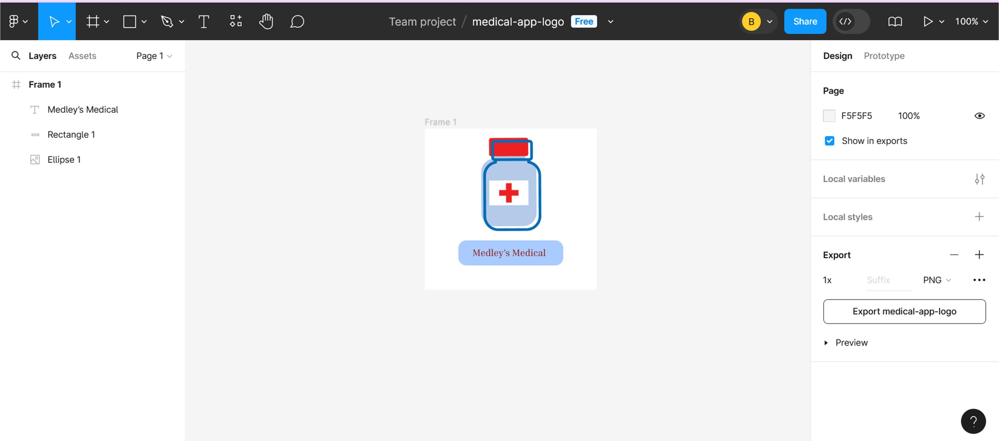 Team project / medical-app-logo Free
B
Share
100%
Layers Assets Page 1
Frame 1
Medley’s Medical
Rectangle 1
Ellipse 1
Frame 1
Medley’s Medical
Design Prototype
Page
F5F5F5 100%
Show in exports
Local variables
Local styles
Export
1x Suffix PNG
Export medical-app-logo
Preview
?